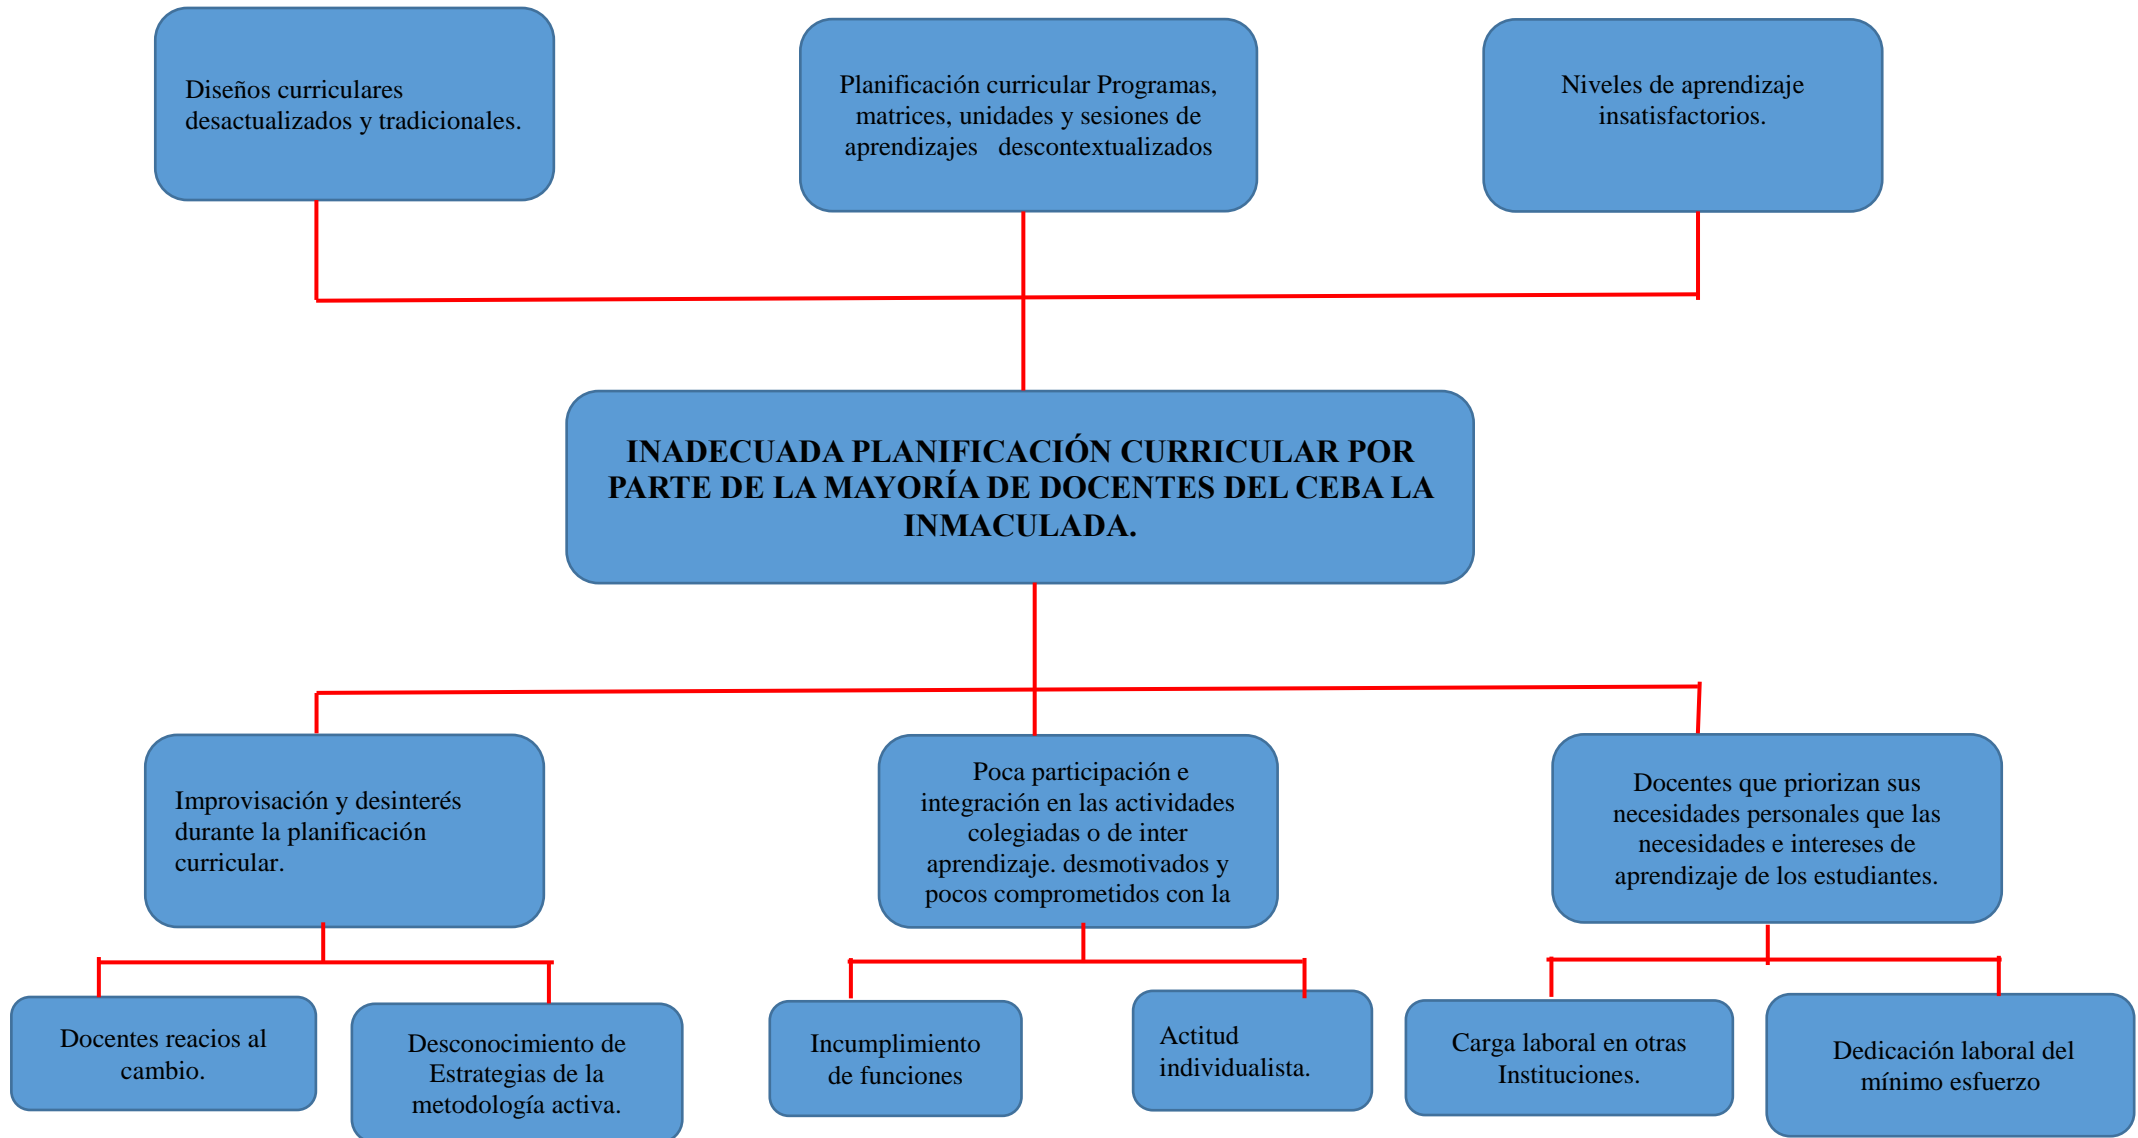 Diseños curriculares
desactualizados y tradicionales.
Planificación curricular Programas,
matrices, unidades y sesiones de
aprendizajes descontextualizados
Niveles de aprendizaje
insatisfactorios.
INADECUADA PLANIFICACIÓN CURRICULAR POR
PARTE DE LA MAYORÍA DE DOCENTES DEL CEBA LA
INMACULADA.
Improvisación y desinterés
durante la planificación
curricular.
Poca participación e
integración en las actividades
colegiadas o de inter
aprendizaje. desmotivados y
pocos comprometidos con la
Docentes que priorizan sus
necesidades personales que las
necesidades e intereses de
aprendizaje de los estudiantes.
Docentes reacios al
cambio.
Desconocimiento de
Estrategias de la
metodología activa.
Incumplimiento
de funciones
Actitud
individualista.
Carga laboral en otras
Instituciones.
Dedicación laboral del
mínimo esfuerzo